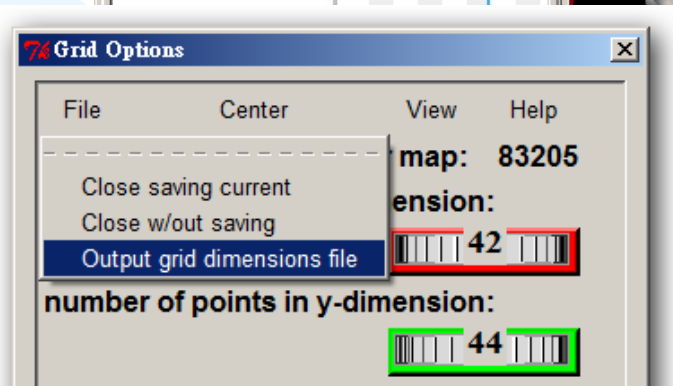 Grid Options
File Center View Help
map: 83205
Close saving current
ension:
Close w/out saving
42
Output grid dimensions file
number of points in y-dimension:
44